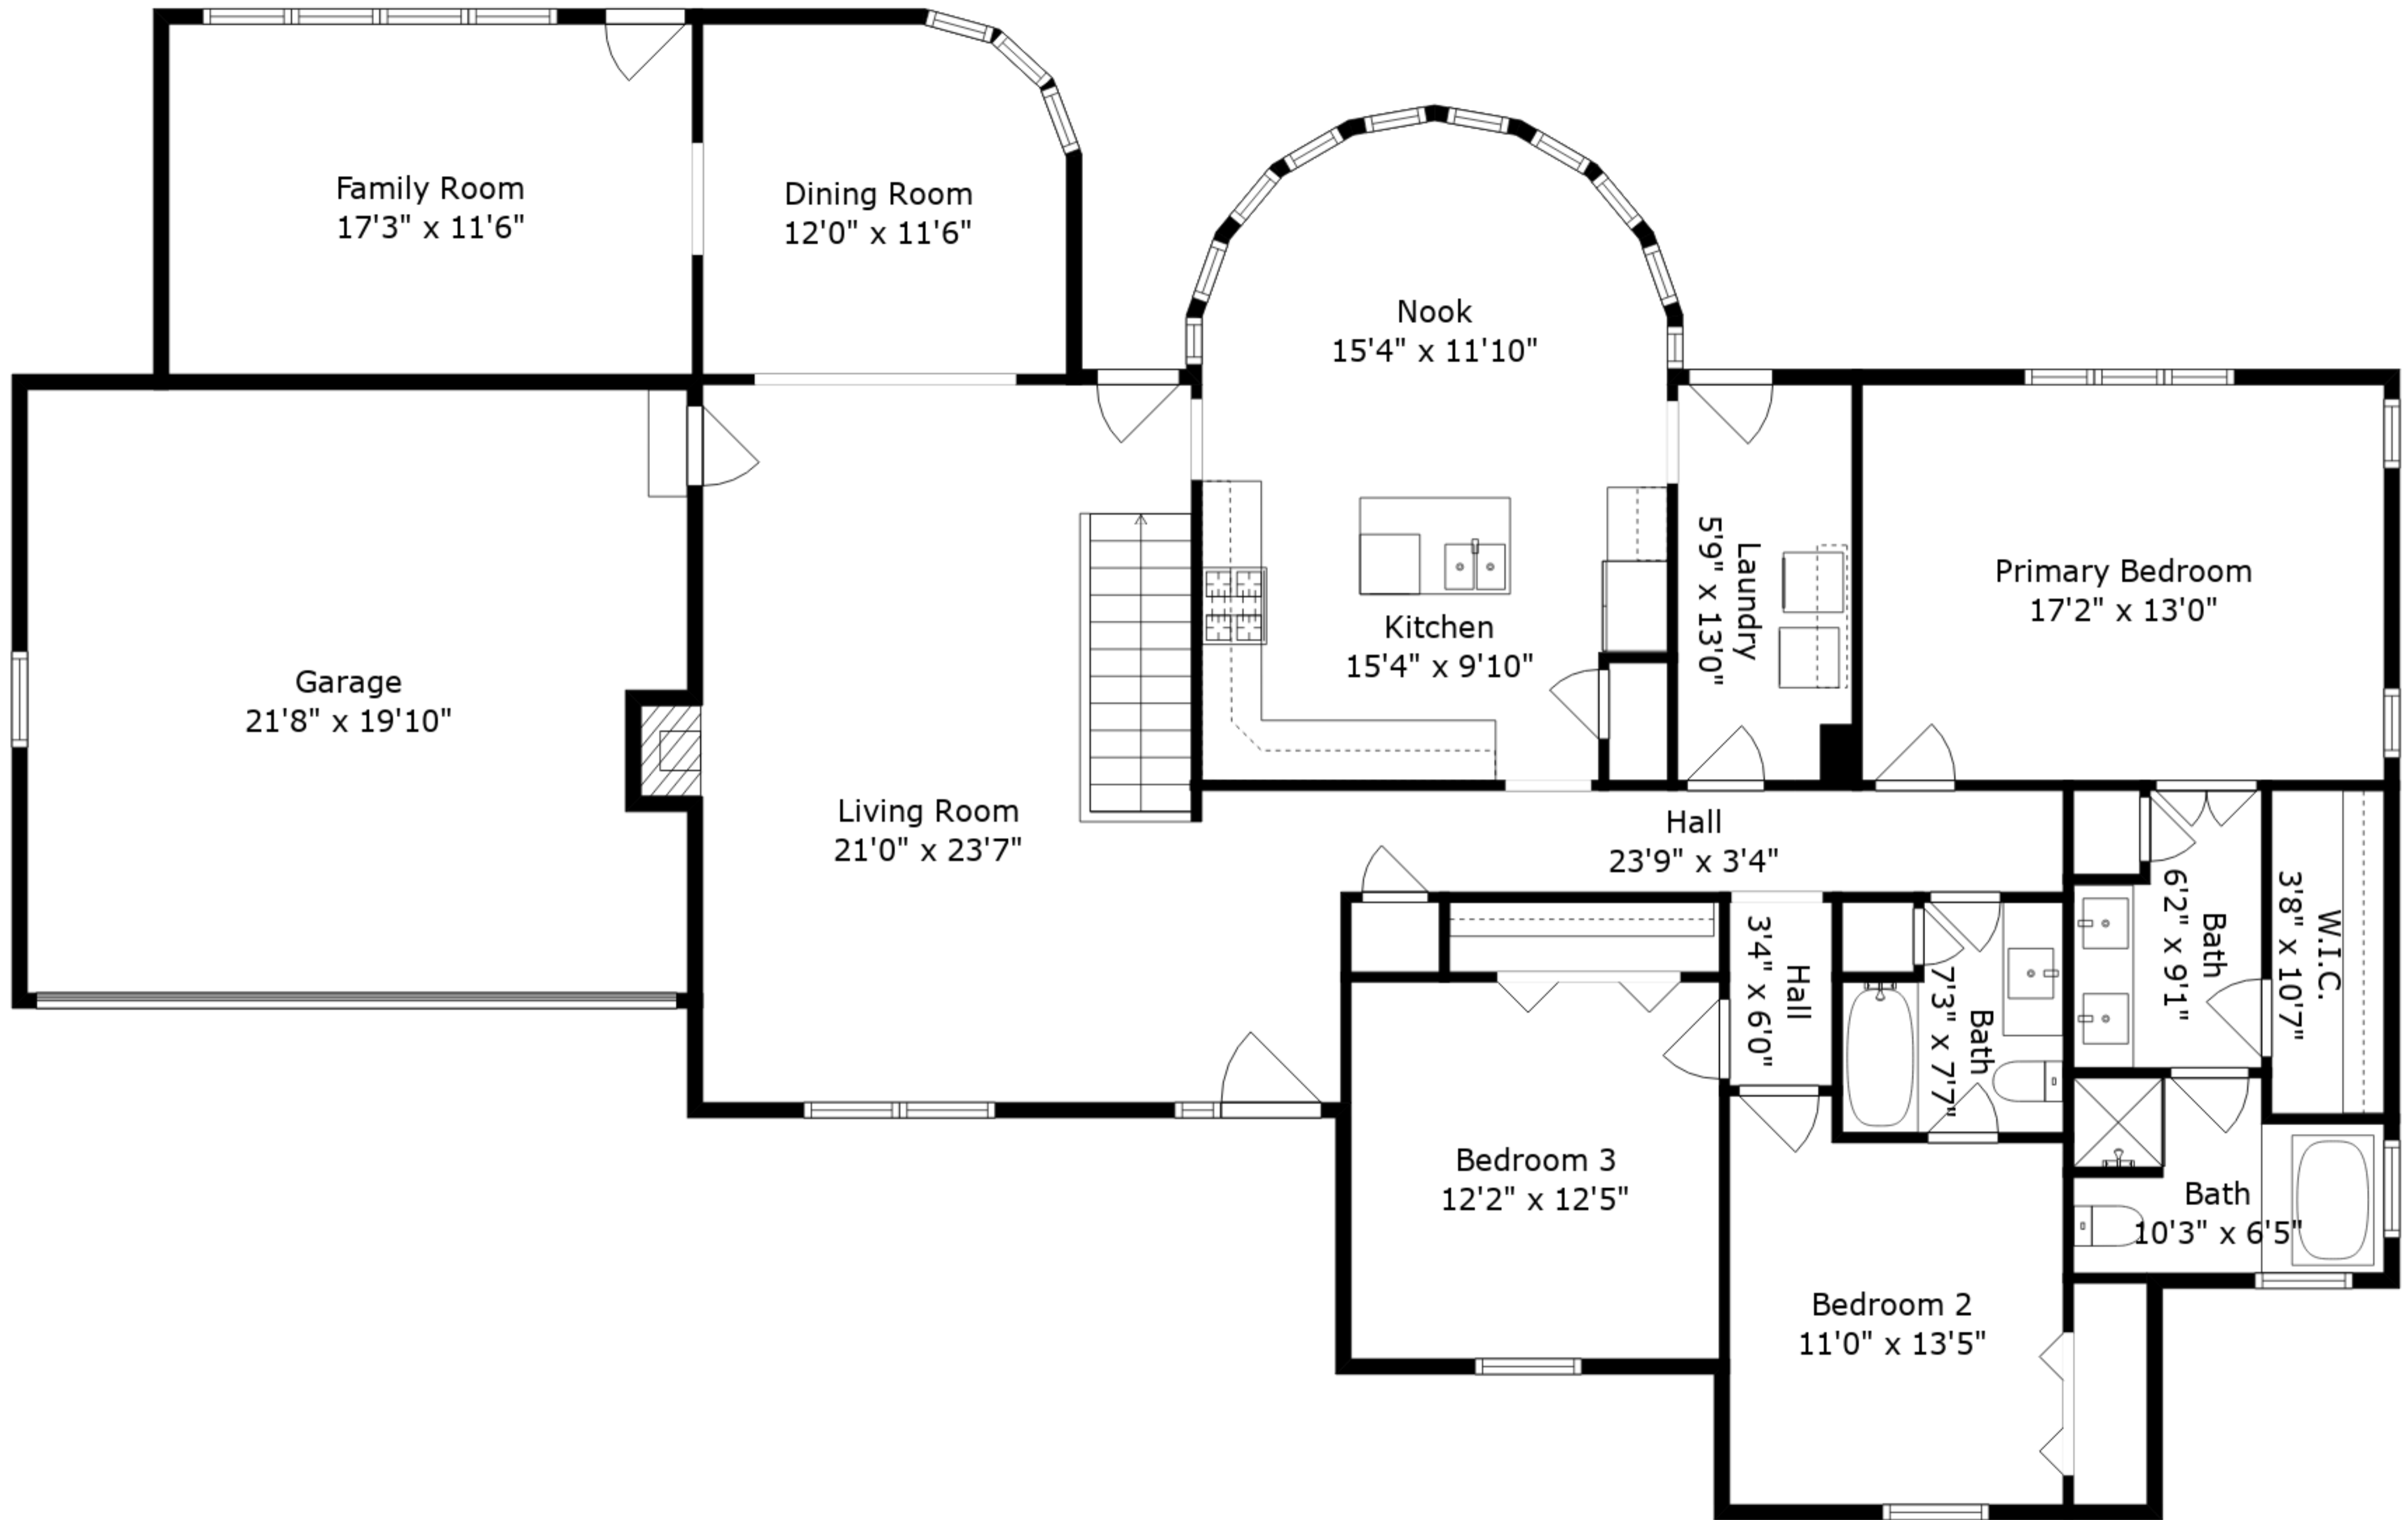 Family Room
17'3" x 11'6"
Dining Room
12'0" x 11'6"
Nook
15'4" x 11'10"
Laundry
5'9" x 13'0"
Primary Bedroom
17'2" x 13'0"
Kitchen
15'4" x 9'10"
Garage
21'8" x 19'10"
Living Room
21'0" x 23'7"
Hall
23'9" x 3'4"
Hall
3'4" x 6'0"
Bath
7'3" x 7'7"
Bath
6'2" x 9'1"
W.I.C.
3'8" x 10'7"
Bedroom 3
12'2" x 12'5"
Bath
10'3" x 6'5"
Bedroom 2
11'0" x 13'5"